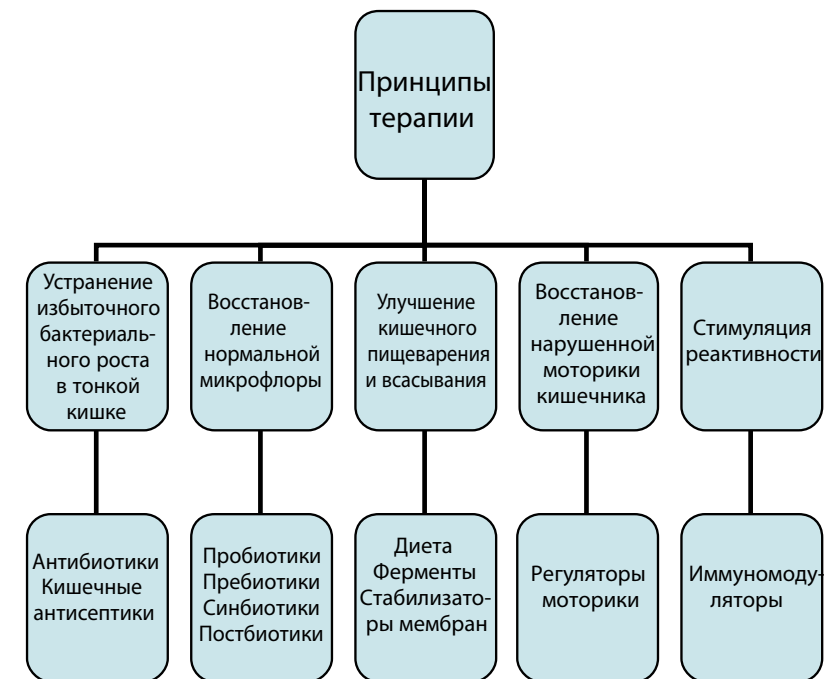 Принципы
терапии
Устранение
избыточного
бактериаль-
ного роста
в тонкой
кишке
Восстанов-
ление
нормальной
микрофлоры
Улучшение
кишечного
пищеварения
и всасывания
Восстанов-
ление
нарушенной
моторики
кишечника
Стимуляция
реактивности
Антибиотики
Кишечные
антисептики
Пробиотики
Пребиотики
Синбиотики
Постбиотики
Диета
Ферменты
Стабилизато-
ры мембран
Регуляторы
моторики
Иммуномоду-
ляторы